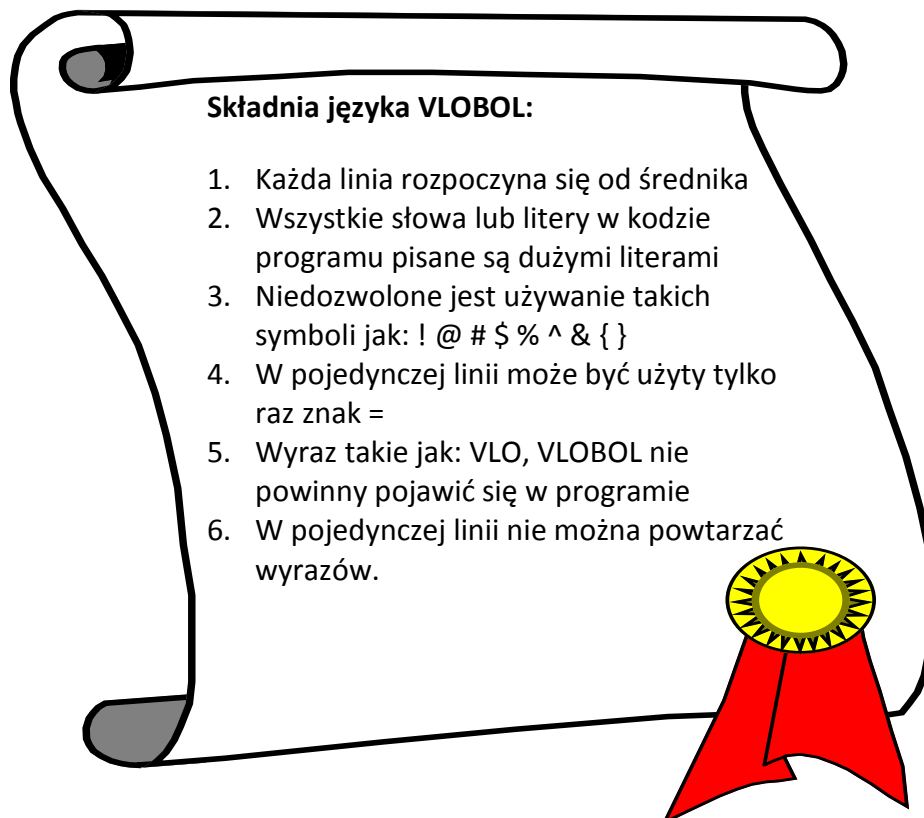 Składnia języka VLOBOL:
1. Każda linia rozpoczyna się od średnika
2. Wszystkie słowa lub litery w kodzie
programu pisane są dużymi literami
3. Niedozwolone jest używanie takich
symboli jak: ! @ # $ % ^ & { }
4. W pojedynczej linii może być użyty tylko
raz znak =
5. Wyraz takie jak: VLO, VLOBOL nie
powinny pojawić się w programie
6. W pojedynczej linii nie można powtarzać
wyrazów.